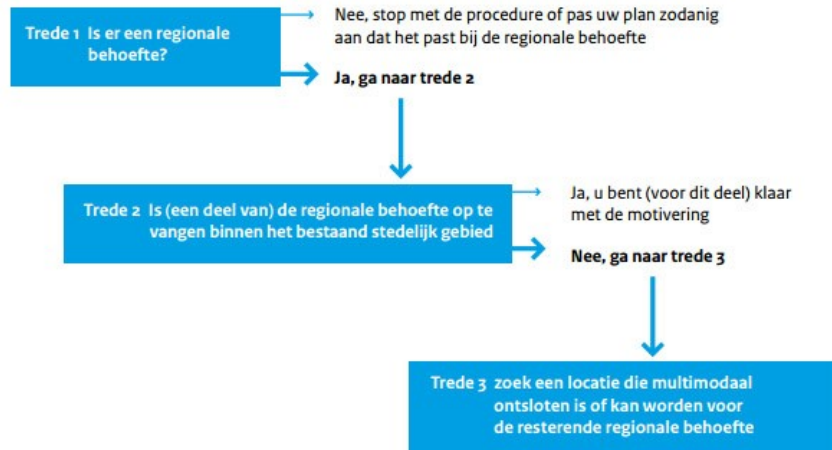 Trede 1 Is er een regionale
behoefte?
Nee, stop met de procedure of pas uw plan zodanig
aan dat het past bij de regionale behoefte
Ja, ga naar trede 2
Trede 2 Is (een deel van) de regionale behoefte op te
vangen binnen het bestaand stedelijk gebied
Ja, u bent (voor dit deel) klaar
met de motivering
Nee, ga naar trede 3
Trede 3 zoek een locatie die multimodaal
ontsloten is of kan worden voor
de resterende regionale behoefte